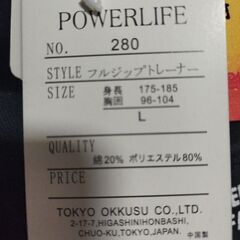 POWERLIFE
NO. 280
STYLE フルジップトレーナー
SIZE 身長 175-185
胸囲 96-104
L
QUALITY
綿20% ポリエステル80%
PRICE
TOKYO OKKUSU CO.,LTD.
2-17-7,HIGASHINIHONBASHI,
CHUO-KU,TOKYO,JAPAN.
中国製